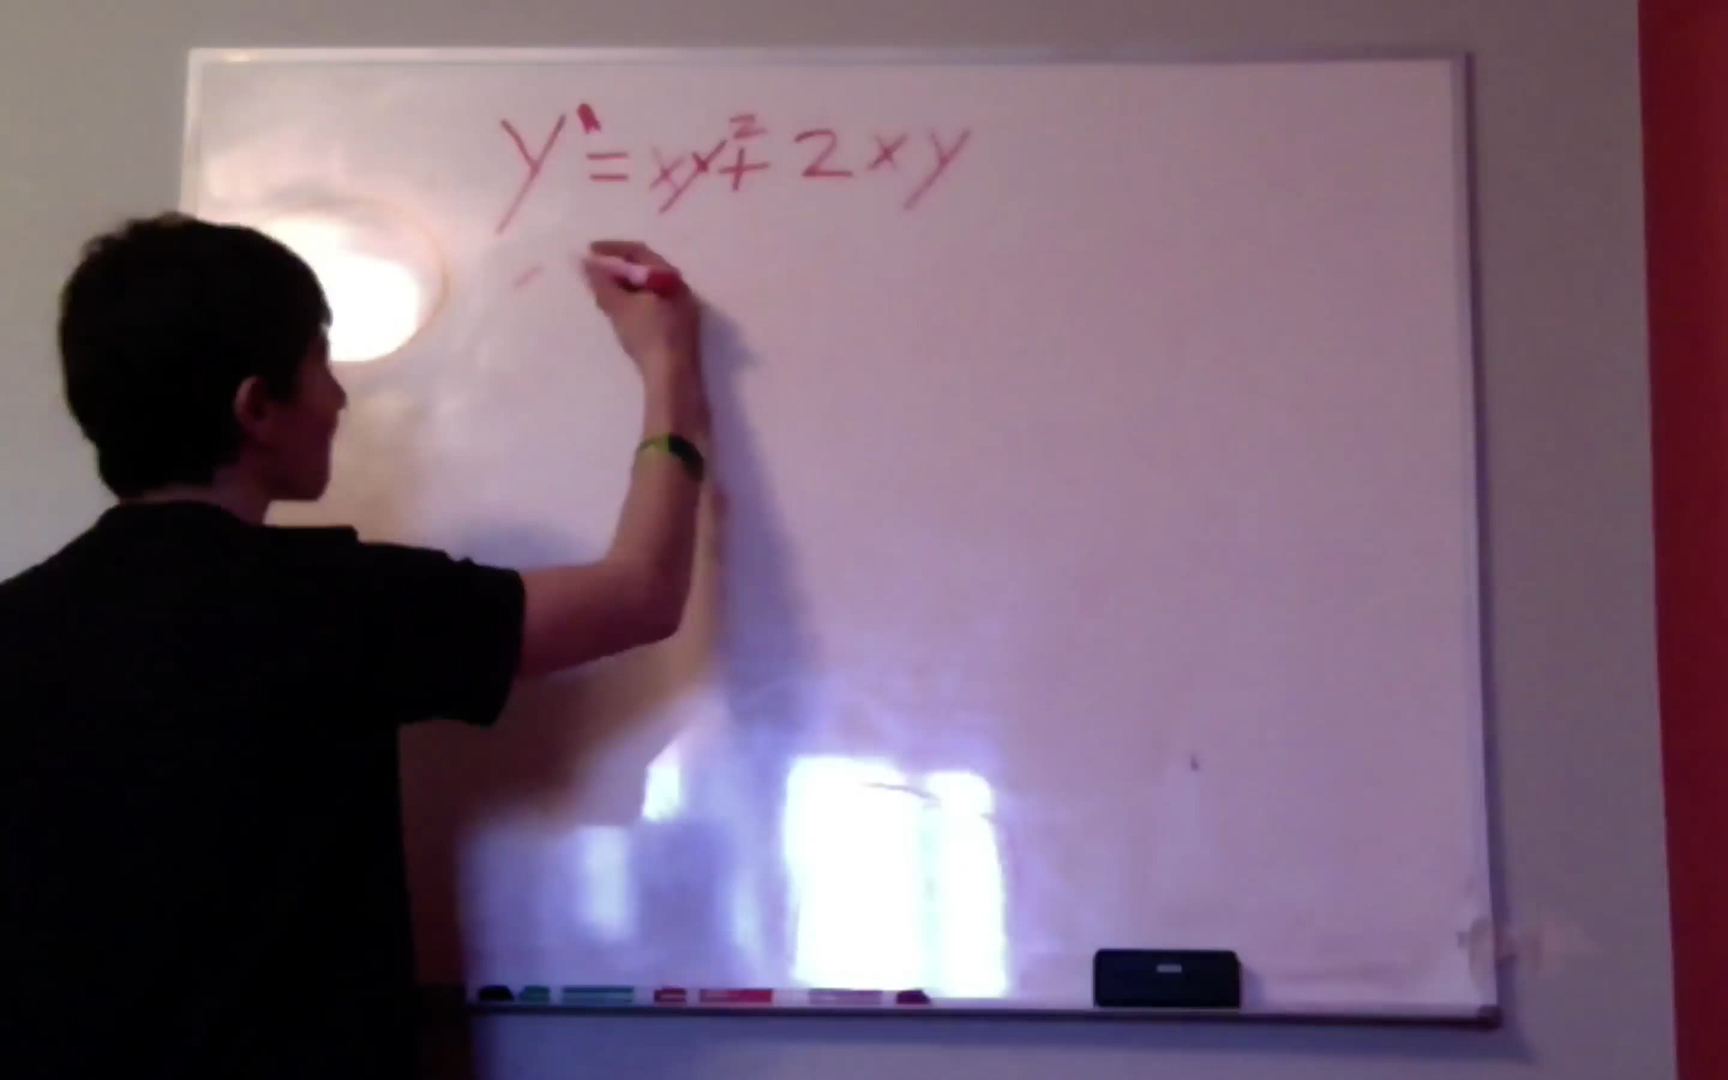 y' = xy² + 2xy